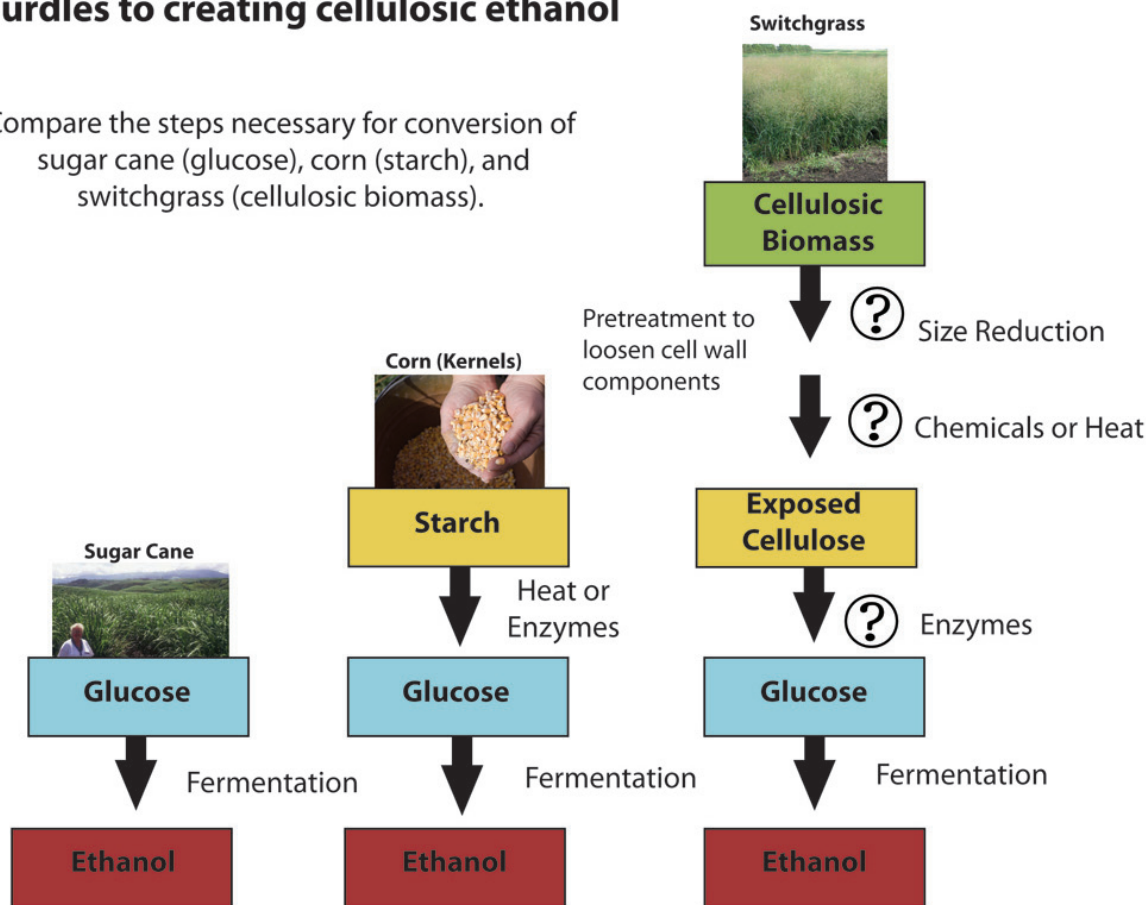 urdles to creating cellulosic ethanol
Compare the steps necessary for conversion of
sugar cane (glucose), corn (starch), and
switchgrass (cellulosic biomass).
Switchgrass
Cellulosic
Biomass
?
Size Reduction
Pretreatment to
loosen cell wall
components
?
Chemicals or Heat
Corn (Kernels)
Starch
Exposed
Cellulose
Heat or
Enzymes
?
Enzymes
Sugar Cane
Glucose
Glucose
Glucose
Fermentation
Fermentation
Fermentation
Ethanol
Ethanol
Ethanol